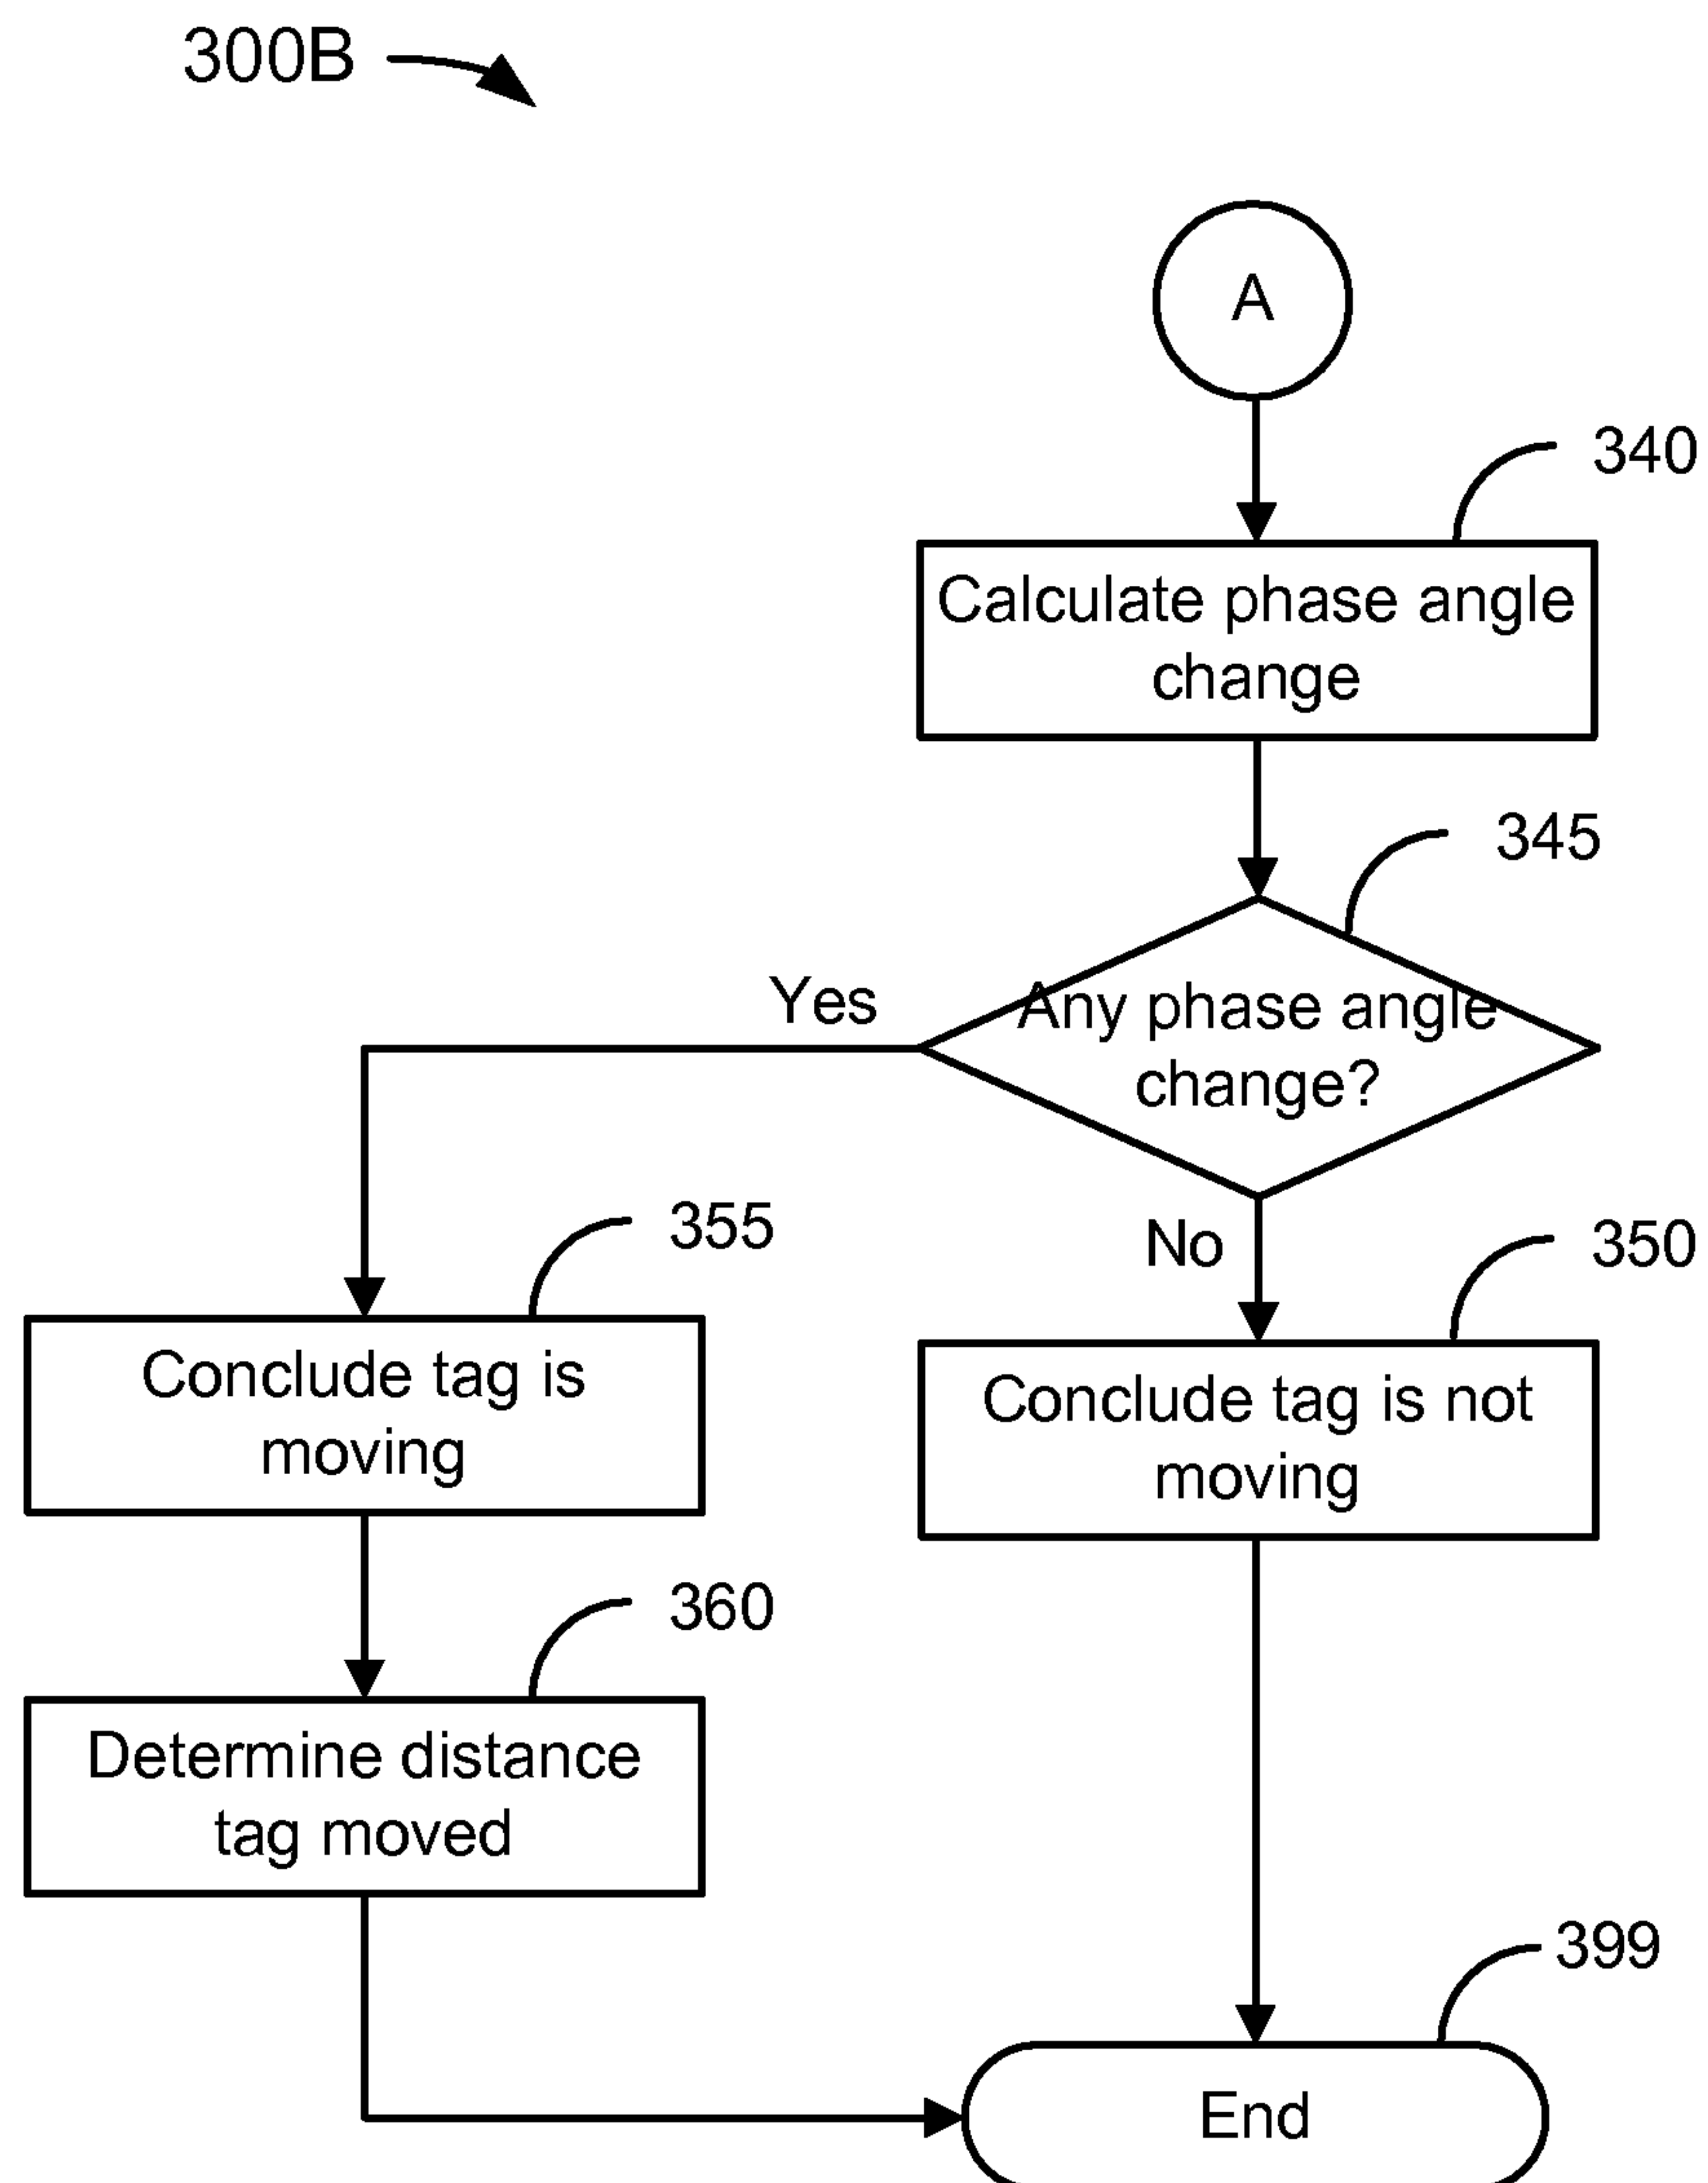 300B
A
340
Calculate phase angle
change
345
Any phase angle
change?
Yes
No
355
Conclude tag is
moving
350
Conclude tag is not
moving
360
Determine distance
tag moved
399
End